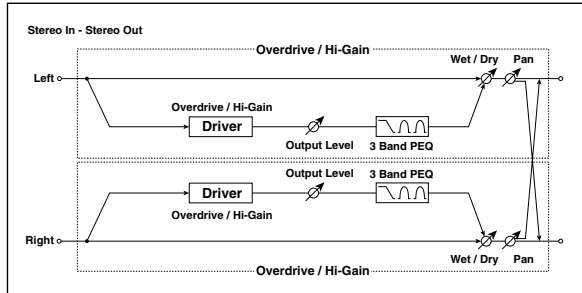 Stereo In - Stereo Out
Overdrive / Hi-Gain
Wet / Dry Pan
Left
Overdrive / Hi-Gain
Driver
Output Level 3 Band PEQ
Output Level 3 Band PEQ
Driver
Overdrive / Hi-Gain
Right
Wet / Dry Pan
Overdrive / Hi-Gain